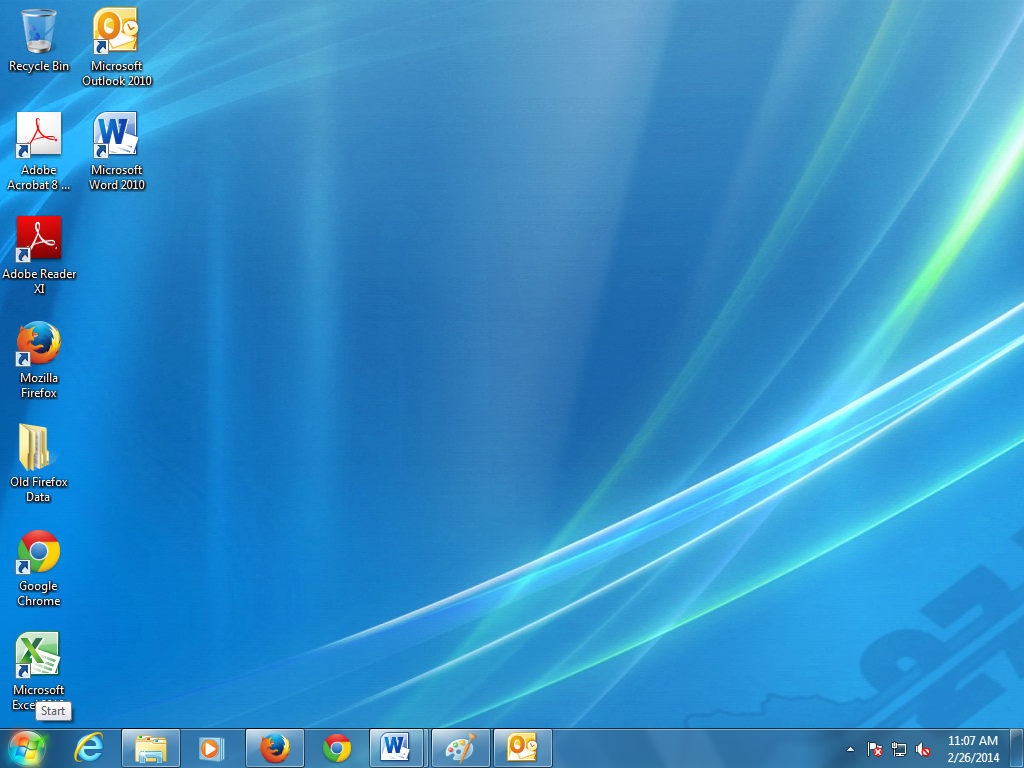 Recycle Bin
Microsoft
Outlook 2010
Adobe
Acrobat 8 ...
Microsoft
Word 2010
Adobe Reader
XI
Mozilla
Firefox
Old Firefox
Data
Google
Chrome
Microsoft
Start
11:07 AM
2/26/2014